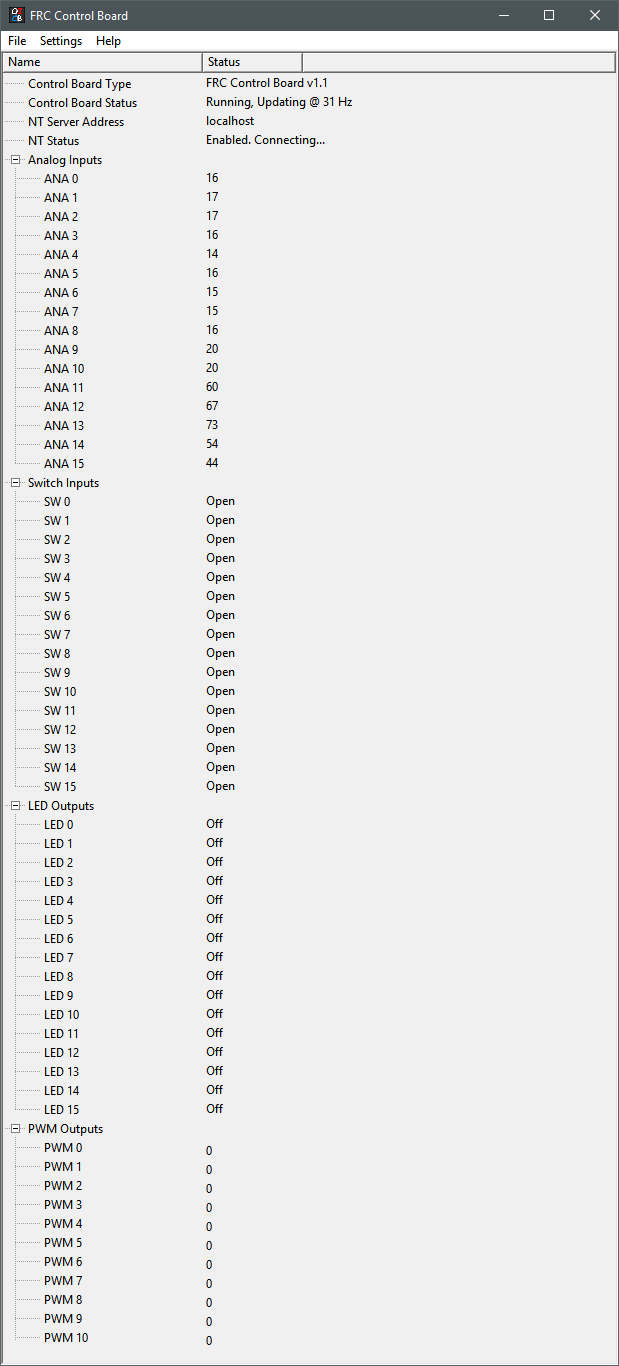 FRC Control Board
File Settings Help
Name Status
Control Board Type FRC Control Board v1.1
Control Board Status Running, Updating @ 31 Hz
NT Server Address localhost
NT Status Enabled. Connecting...
Analog Inputs
ANA 0 16
ANA 1 17
ANA 2 17
ANA 3 16
ANA 4 14
ANA 5 16
ANA 6 15
ANA 7 15
ANA 8 16
ANA 9 20
ANA 10 20
ANA 11 60
ANA 12 67
ANA 13 73
ANA 14 54
ANA 15 44
Switch Inputs
SW 0 Open
SW 1 Open
SW 2 Open
SW 3 Open
SW 4 Open
SW 5 Open
SW 6 Open
SW 7 Open
SW 8 Open
SW 9 Open
SW 10 Open
SW 11 Open
SW 12 Open
SW 13 Open
SW 14 Open
SW 15 Open
LED Outputs
LED 0 Off
LED 1 Off
LED 2 Off
LED 3 Off
LED 4 Off
LED 5 Off
LED 6 Off
LED 7 Off
LED 8 Off
LED 9 Off
LED 10 Off
LED 11 Off
LED 12 Off
LED 13 Off
LED 14 Off
LED 15 Off
PWM Outputs
PWM 0 0
PWM 1 0
PWM 2 0
PWM 3 0
PWM 4 0
PWM 5 0
PWM 6 0
PWM 7 0
PWM 8 0
PWM 9 0
PWM 10 0